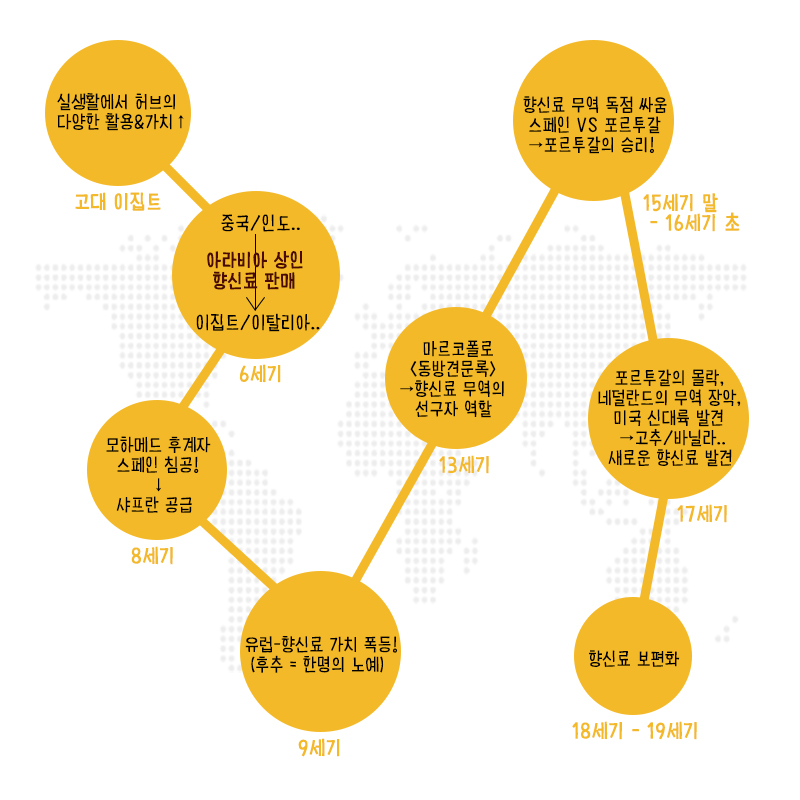 실생활에서 허브의
다양한 활용&가치↑
고대 이집트
중국/인도..
아라비아 상인
향신료 판매
이집트/이탈리아..
6세기
모하메드 후계자
스페인 침공!
↓
샤프란 공급
8세기
유럽-향신료 가치 폭등!
(후추 = 한명의 노예)
9세기
마르코폴로
<동방견문록>
→향신료 무역의
선구자 역할
13세기
향신료 무역 독점 싸움
스페인 VS 포르투갈
→포르투갈의 승리!
15세기 말
- 16세기 초
포르투갈의 몰락,
네덜란드의 무역 장악,
미국 신대륙 발견
→고추/바닐라..
새로운 향신료 발견
17세기
향신료 보편화
18세기 - 19세기